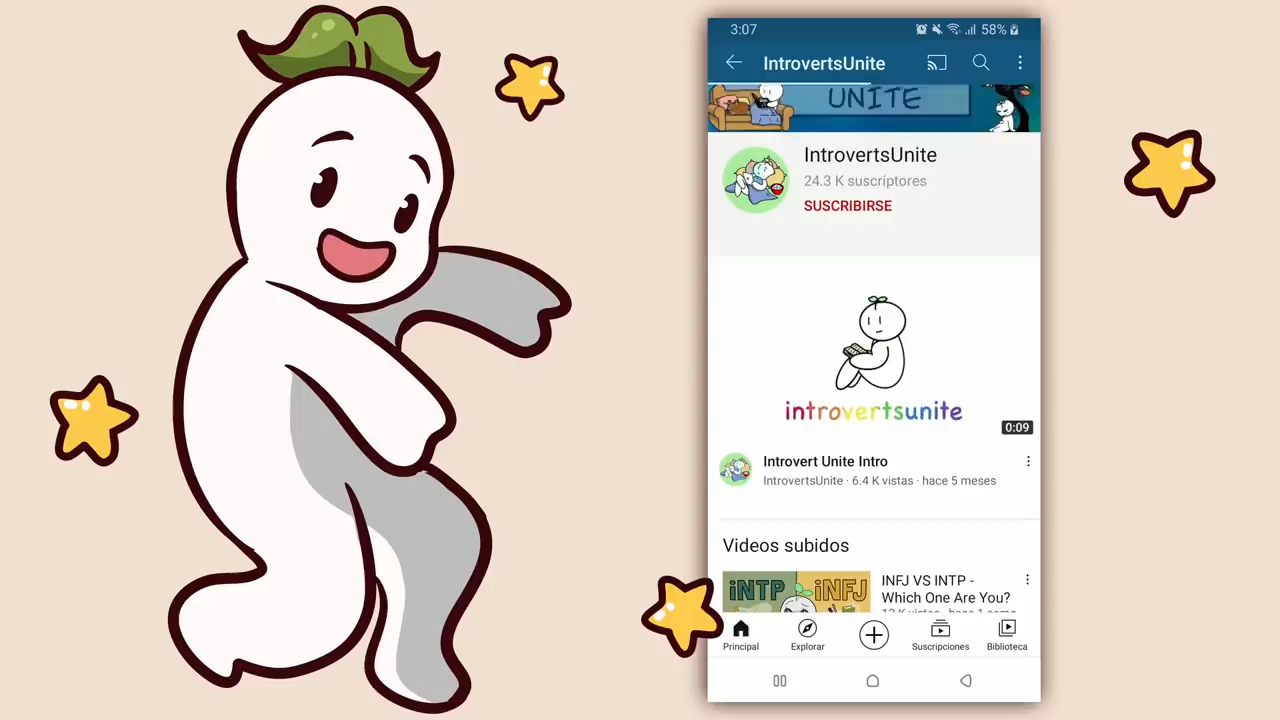 3:07
58%
IntrovertsUnite
UNITE
IntrovertsUnite
24.3 K suscriptores
SUSCRIBIRSE
introvertsunite
0:09
Introvert Unite Intro
IntrovertsUnite · 6.4 K vistas · hace 5 meses
Videos subidos
iNTP
iNFJ
INFJ VS INTP -
Which One Are You?
Principal
Explorar
Suscripciones
Biblioteca